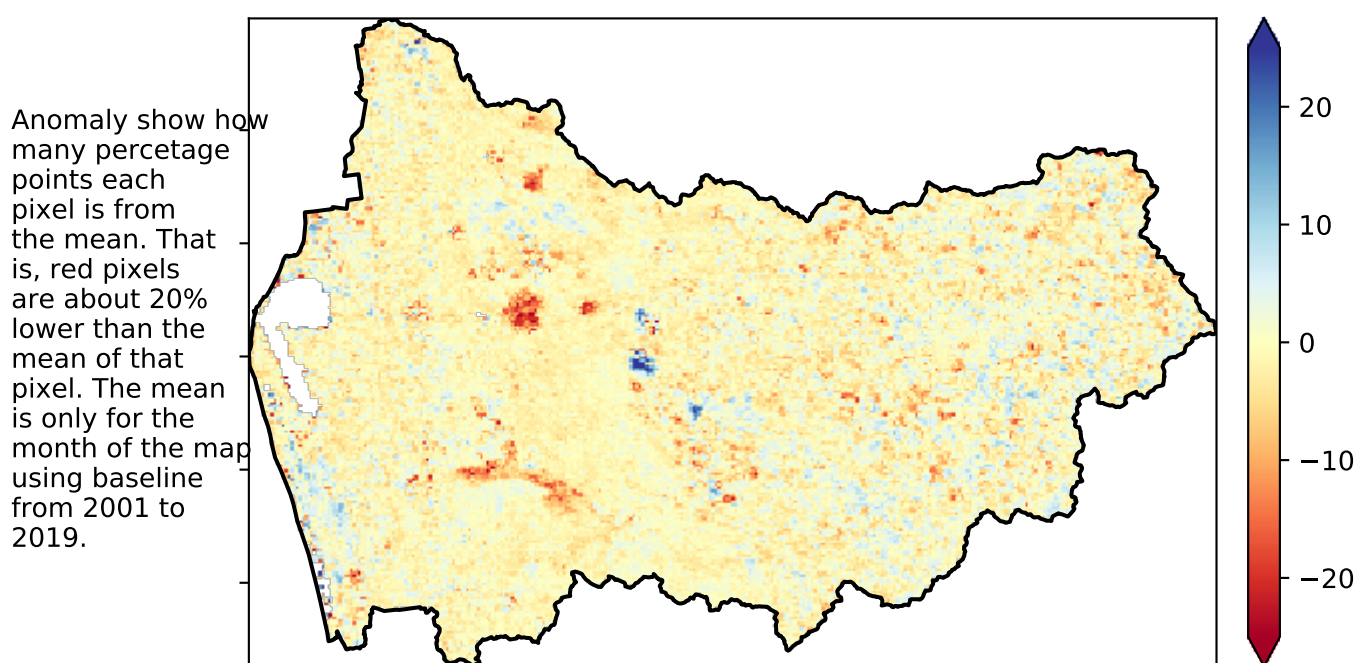 Anomaly show how
many percetage
points each
pixel is from
the mean. That
is, red pixels
are about 20%
lower than the
mean of that
pixel. The mean
is only for the
month of the map
using baseline
from 2001 to
2019.
20
10
0
−10
−20